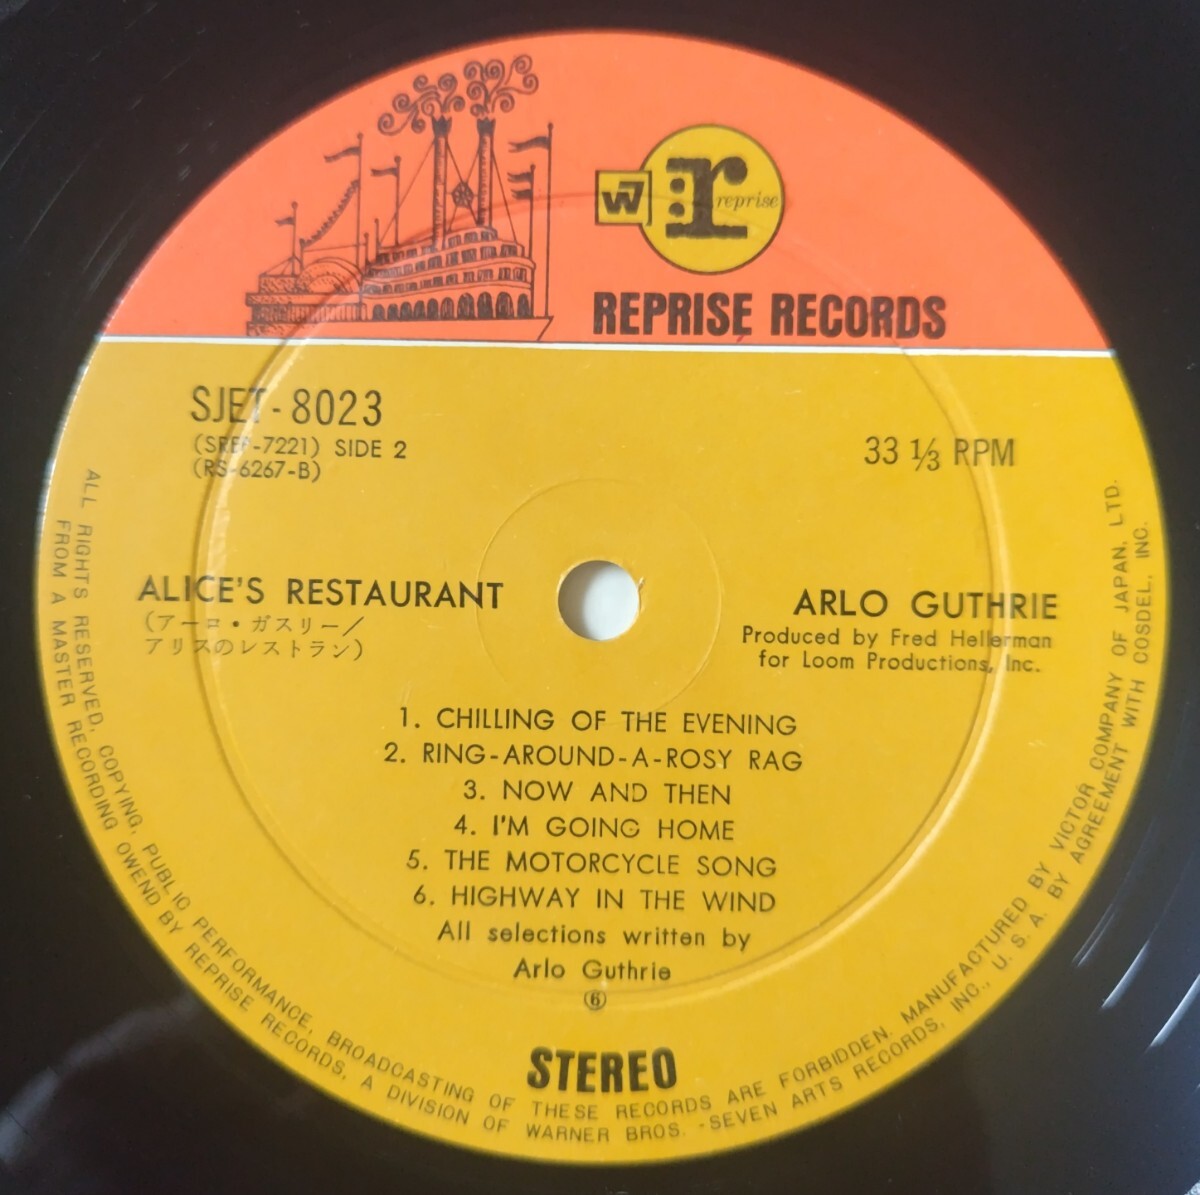 W7
:r
reprise
REPRISE RECORDS
SJET-8023
(SREP-7221) SIDE 2
(RS-6267-B)
33 ⅓ RPM
ALICE'S RESTAURANT
(アーロ・ガスリー/
アリスのレストラン)
ARLO GUTHRIE
Produced by Fred Hellerman
for Loom Productions, Inc.
1. CHILLING OF THE EVENING
2. RING-AROUND-A-ROSY RAG
3. NOW AND THEN
4. I'M GOING HOME
5. THE MOTORCYCLE SONG
6. HIGHWAY IN THE WIND
All selections written by
Arlo Guthrie
⑥
STEREO
ALL RIGHTS RESERVED, COPYING, PUBLIC PERFORMANCE, BROADCASTING OF THESE RECORDS ARE FORBIDDEN. MANUFACTURED BY VICTOR COMPANY OF JAPAN, LTD.
FROM A MASTER RECORDING OWEND BY REPRISE RECORDS, A DIVISION OF WARNER BROS. -SEVEN ARTS RECORDS, INC., U. S. A. BY AGREEMENT WITH COSDEL, INC.